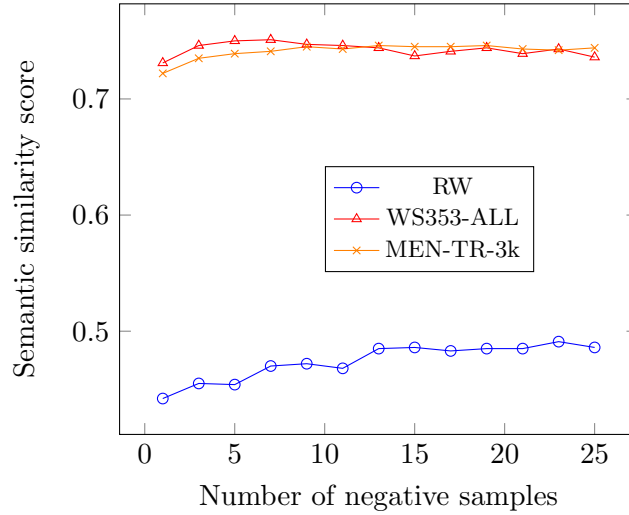 0.7
0.6
0.5
Semantic similarity score
RW
WS353-ALL
MEN-TR-3k
0 5 10 15 20 25
Number of negative samples